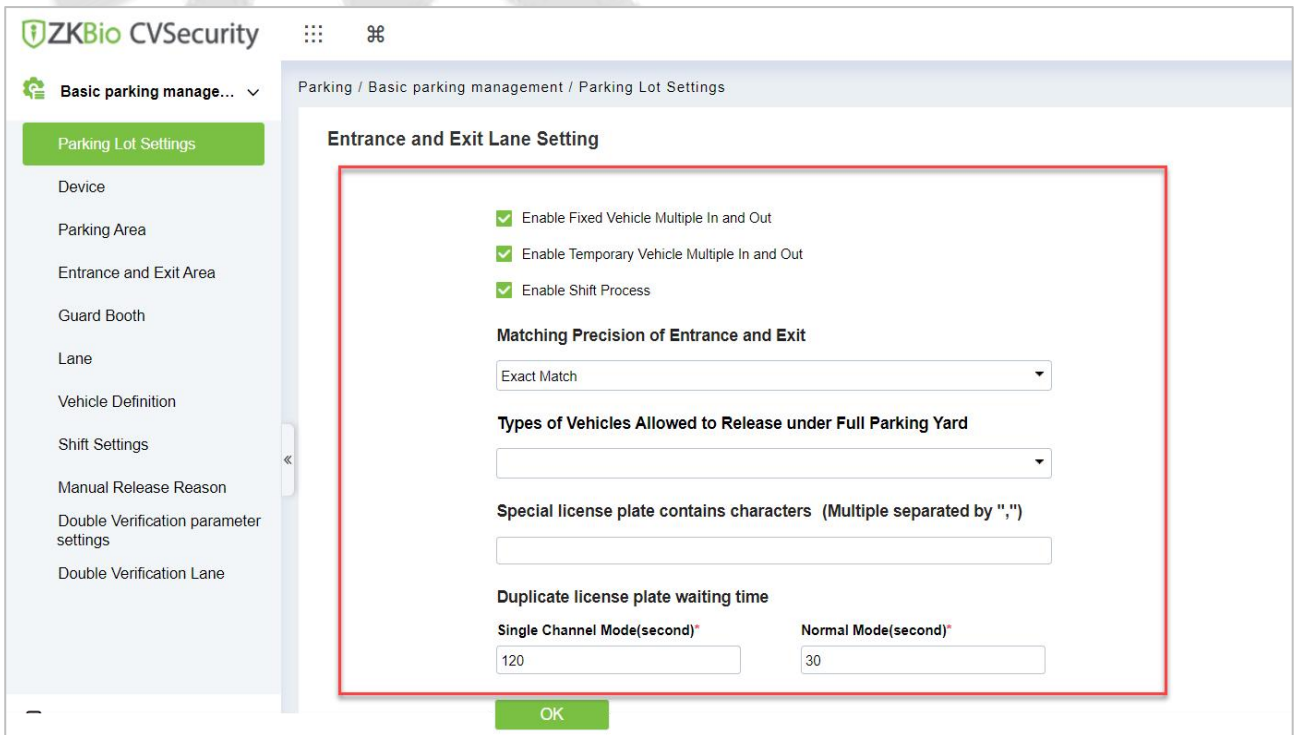 ZKBio CVSecurity
Basic parking manage...
Parking Lot Settings
Device
Parking Area
Entrance and Exit Area
Guard Booth
Lane
Vehicle Definition
Shift Settings
Manual Release Reason
Double Verification parameter
settings
Double Verification Lane
Parking / Basic parking management / Parking Lot Settings
Entrance and Exit Lane Setting
Enable Fixed Vehicle Multiple In and Out
Enable Temporary Vehicle Multiple In and Out
Enable Shift Process
Matching Precision of Entrance and Exit
Exact Match
Types of Vehicles Allowed to Release under Full Parking Yard
Special license plate contains characters (Multiple separated by ",")
Duplicate license plate waiting time
Single Channel Mode(second)* Normal Mode(second)*
120 30
OK